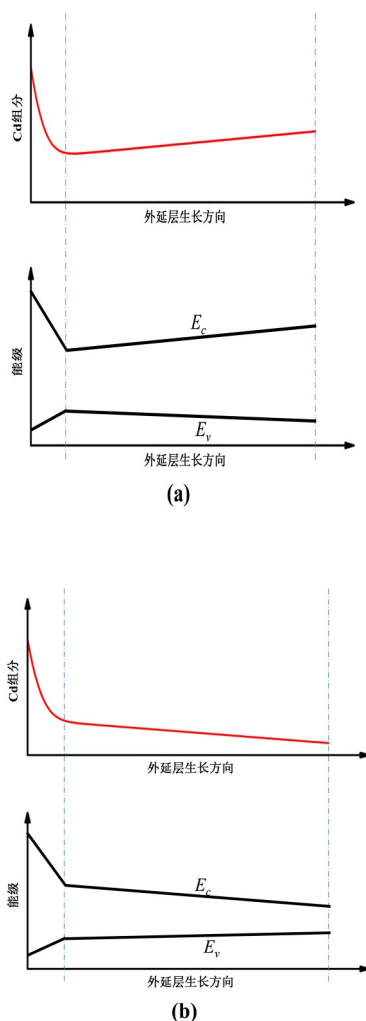 Cd组分
外延层生长方向
能级
E_c
E_v
外延层生长方向
(a)
Cd组分
外延层生长方向
能级
E_c
E_v
外延层生长方向
(b)